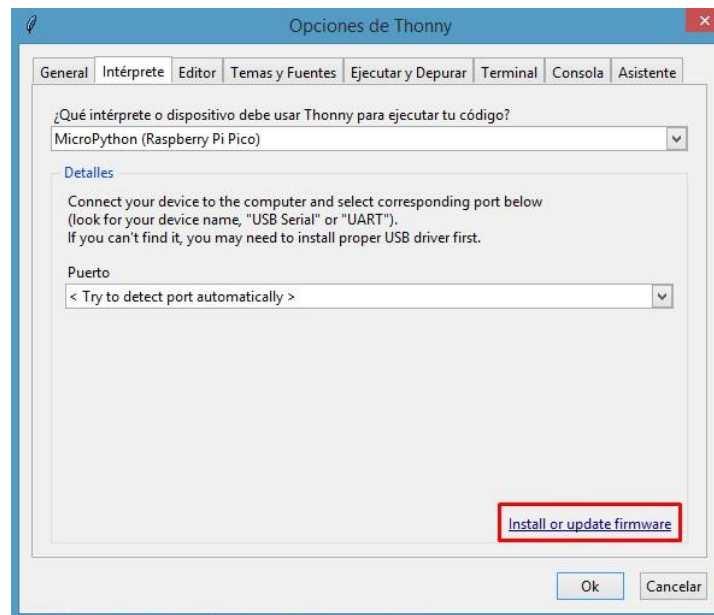 Opciones de Thonny
General Intérprete Editor Temas y Fuentes Ejecutar y Depurar Terminal Consola Asistente
¿Qué intérprete o dispositivo debe usar Thonny para ejecutar tu código?
MicroPython (Raspberry Pi Pico)
Detalles
Connect your device to the computer and select corresponding port below
(look for your device name, "USB Serial" or "UART").
If you can't find it, you may need to install proper USB driver first.
Puerto
< Try to detect port automatically >
Install or update firmware
Ok Cancelar